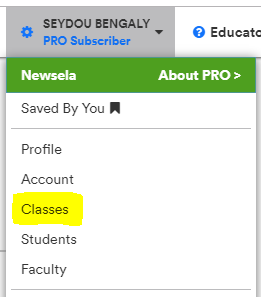 SEYDOU BENGALY
PRO Subscriber
Educato
Newsela About PRO >
Saved By You
Profile
Account
Classes
Students
Faculty